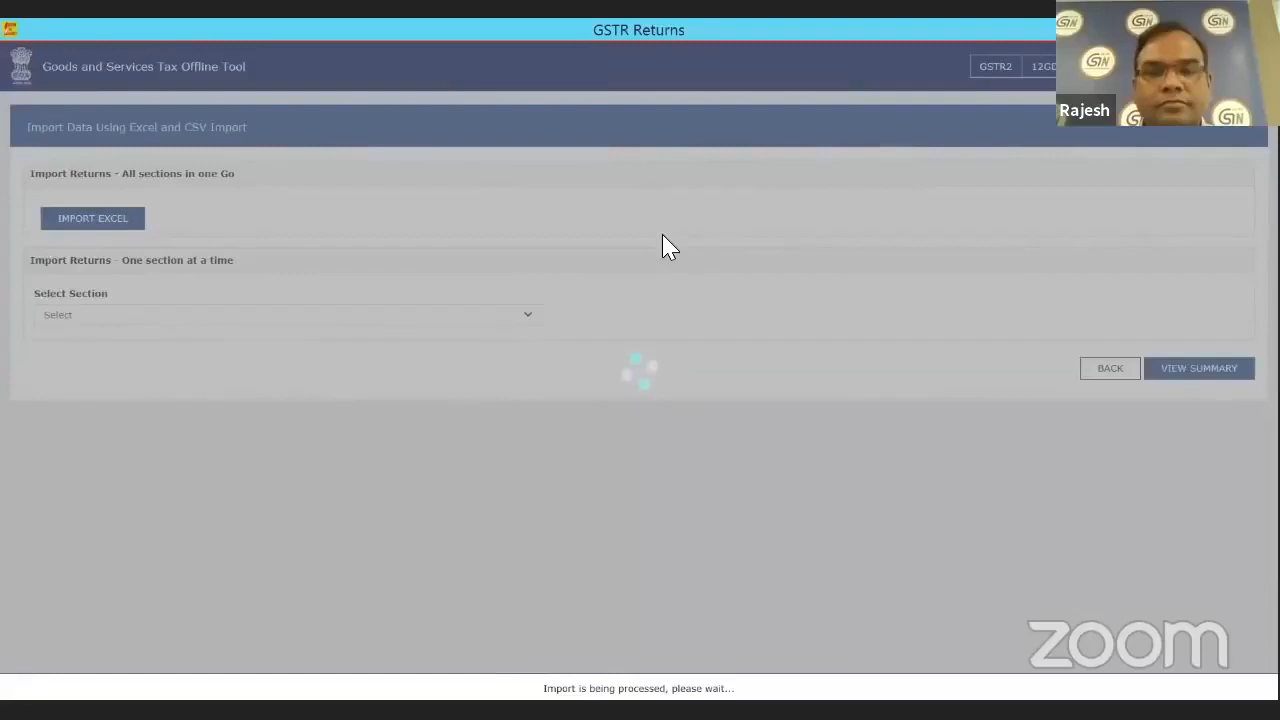 GSTR Returns
Goods and Services Tax Offline Tool
GSTR2
Rajesh
Import Data Using Excel and CSV Import
Import Returns - All sections in one Go
IMPORT EXCEL
Import Returns - One section at a time
Select Section
Select
BACK
VIEW SUMMARY
zoom
Import is being processed, please wait...